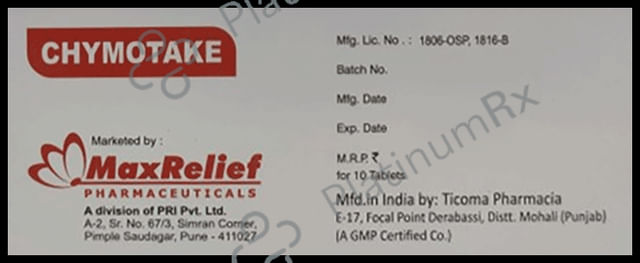 CHYMOTAKE
Marketed by :
MaxRelief
PHARMACEUTICALS
A division of PRI Pvt. Ltd.
A-2, Sr. No. 67/3, Simran Corner,
Pimple Saudagar, Pune - 411027
Mfg. Lic. No . : 1806-OSP, 1816-B
Batch No.
Mfg. Date
Exp. Date
M.R.P. ₹
for 10 Tablets
Mfd.in India by: Ticoma Pharmacia
E-17, Focal Point Derabassi, Distt. Mohali (Punjab)
(A GMP Certified Co.)
PlatinumRx